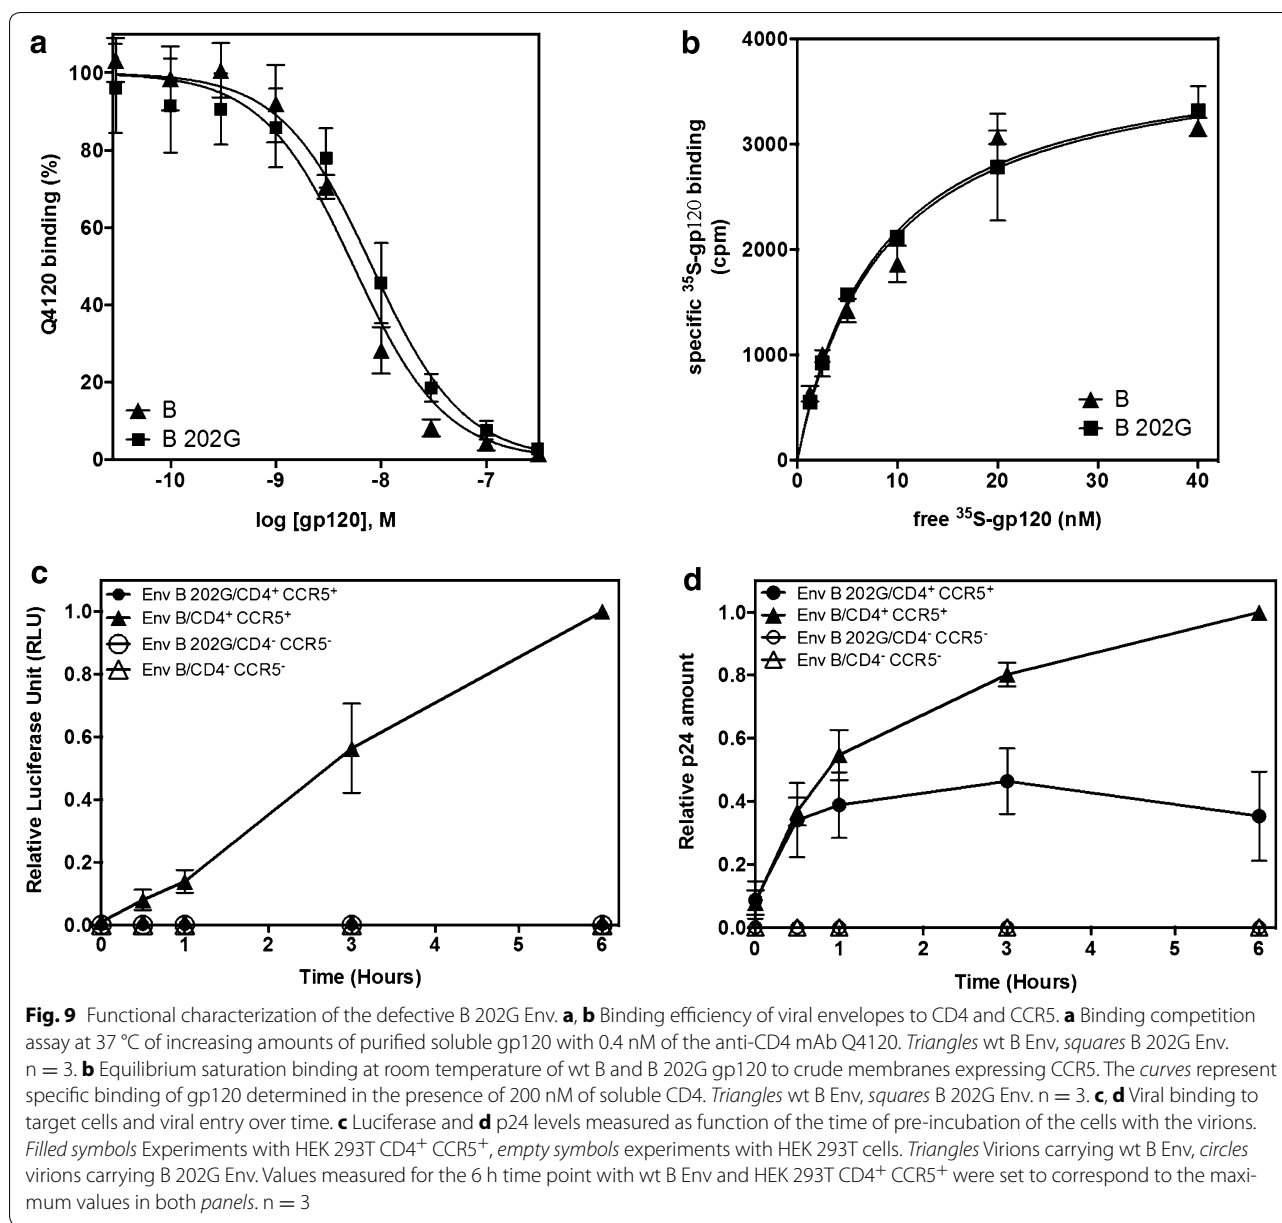 a
Q4120 binding (%)
100
80
60
40
20
0
B
B 202G
-10 -9 -8 -7
log [gp120], M
b
specific ³⁵S-gp120 binding
(cpm)
4000
3000
2000
1000
0
B
B 202G
0 10 20 30 40
free ³⁵S-gp120 (nM)
c
Relative Luciferase Unit (RLU)
Env B 202G/CD4⁺ CCR5⁺
Env B/CD4⁺ CCR5⁺
Env B 202G/CD4⁻ CCR5⁻
Env B/CD4⁻ CCR5⁻
1.0
0.8
0.6
0.4
0.2
0.0
0 1 2 3 4 5 6
Time (Hours)
d
Relative p24 amount
Env B 202G/CD4⁺ CCR5⁺
Env B/CD4⁺ CCR5⁺
Env B 202G/CD4⁻ CCR5⁻
Env B/CD4⁻ CCR5⁻
1.0
0.8
0.6
0.4
0.2
0.0
0 1 2 3 4 5 6
Time (Hours)
Fig. 9 Functional characterization of the defective B 202G Env. a, b Binding efficiency of viral envelopes to CD4 and CCR5. a Binding competition
assay at 37 °C of increasing amounts of purified soluble gp120 with 0.4 nM of the anti-CD4 mAb Q4120. Triangles wt B Env, squares B 202G Env.
n = 3. b Equilibrium saturation binding at room temperature of wt B and B 202G gp120 to crude membranes expressing CCR5. The curves represent
specific binding of gp120 determined in the presence of 200 nM of soluble CD4. Triangles wt B Env, squares B 202G Env. n = 3. c, d Viral binding to
target cells and viral entry over time. c Luciferase and d p24 levels measured as function of the time of pre-incubation of the cells with the virions.
Filled symbols Experiments with HEK 293T CD4⁺ CCR5⁺, empty symbols experiments with HEK 293T cells. Triangles Virions carrying wt B Env, circles
virions carrying B 202G Env. Values measured for the 6 h time point with wt B Env and HEK 293T CD4⁺ CCR5⁺ were set to correspond to the maxi-
mum values in both panels. n = 3